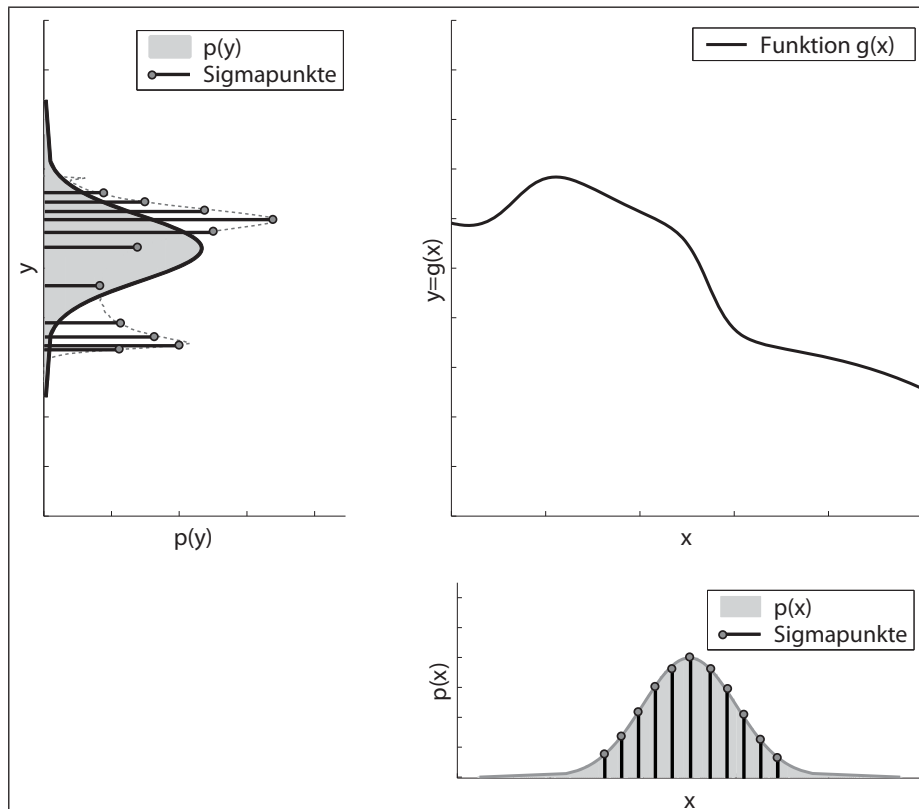 p(y)
Sigmapunkte
y
p(y)
Funktion g(x)
y=g(x)
x
p(x)
Sigmapunkte
p(x)
x